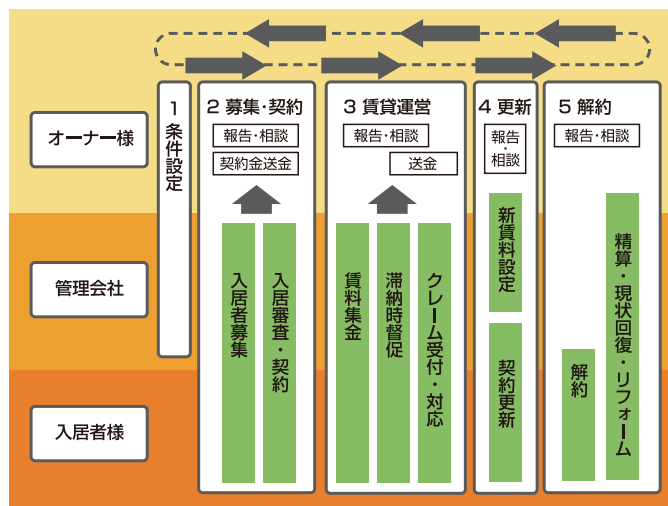 オーナー様
管理会社
入居者様
1 条件設定
2 募集・契約
報告・相談
契約金送金
入居者募集
入居審査・契約
3 賃貸運営
報告・相談
送金
賃料集金
滞納時督促
クレーム受付・対応
4 更新
報告・相談
新賃料設定
契約更新
5 解約
報告・相談
解約
精算・現状回復・リフォーム